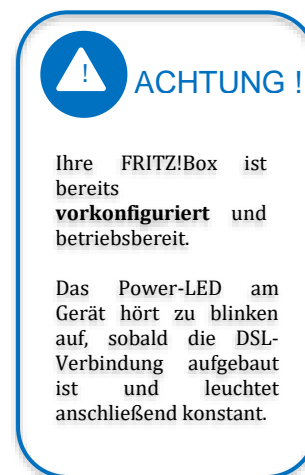 !
ACHTUNG !
Ihre FRITZ!Box ist
bereits
vorkonfiguriert und
betriebsbereit.
Das Power-LED am
Gerät hört zu blinken
auf, sobald die DSL-
Verbindung aufgebaut
ist und leuchtet
anschließend konstant.